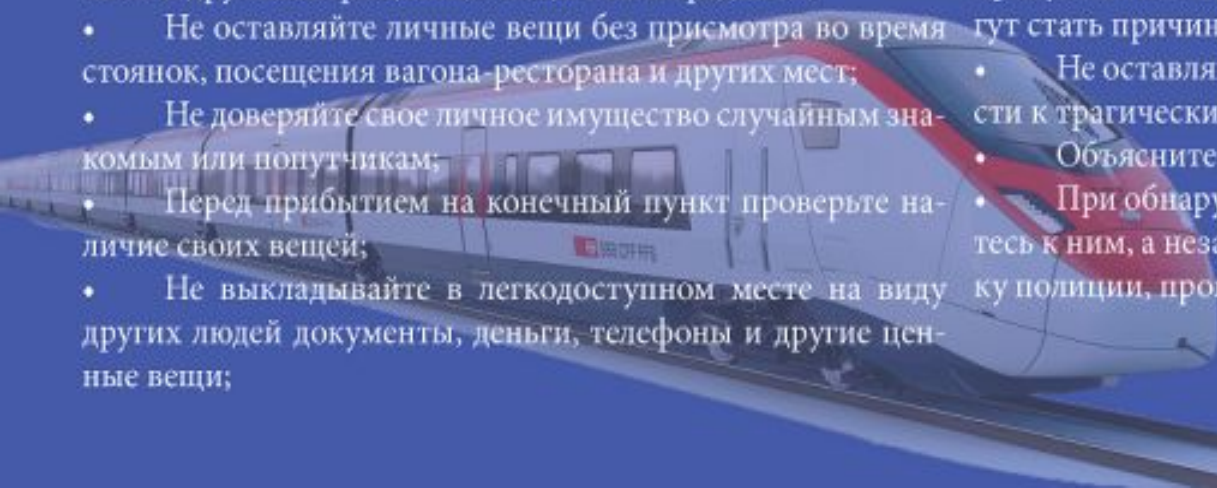 • Не оставляйте личные вещи без присмотра во время
стоянок, посещения вагона-ресторана и других мест;
• Не доверяйте свое личное имущество случайным зна-
комым или попутчикам;
• Перед прибытием на конечный пункт проверьте на-
личие своих вещей;
• Не выкладывайте в легкодоступном месте на виду
других людей документы, деньги, телефоны и другие цен-
ные вещи;
гут стать причин
• Не оставля
сти к трагически
• Объясните
• При обнару
тесь к ним, а неза
ку полиции, про
SBB CFF FFS